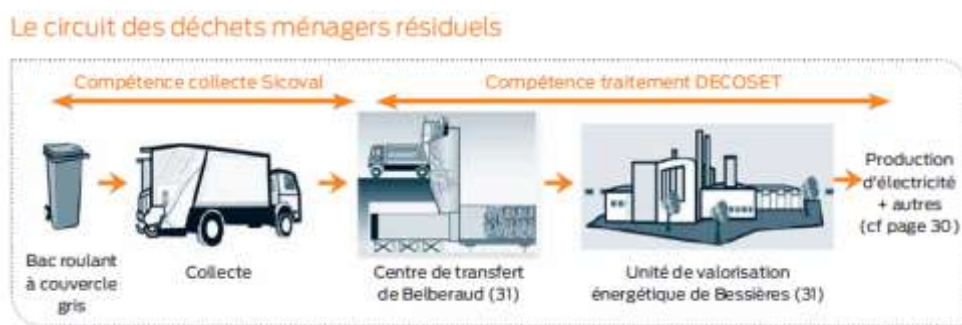 Le circuit des déchets ménagers résiduels
Compétence collecte Sicoval
Compétence traitement DECOSET
Bac roulant
à couvercle
gris
Collecte
Centre de transfert
de Belberaud (31)
Unité de valorisation
énergétique de Bessières (31)
Production
d'électricité
+ autres
(cf page 30)